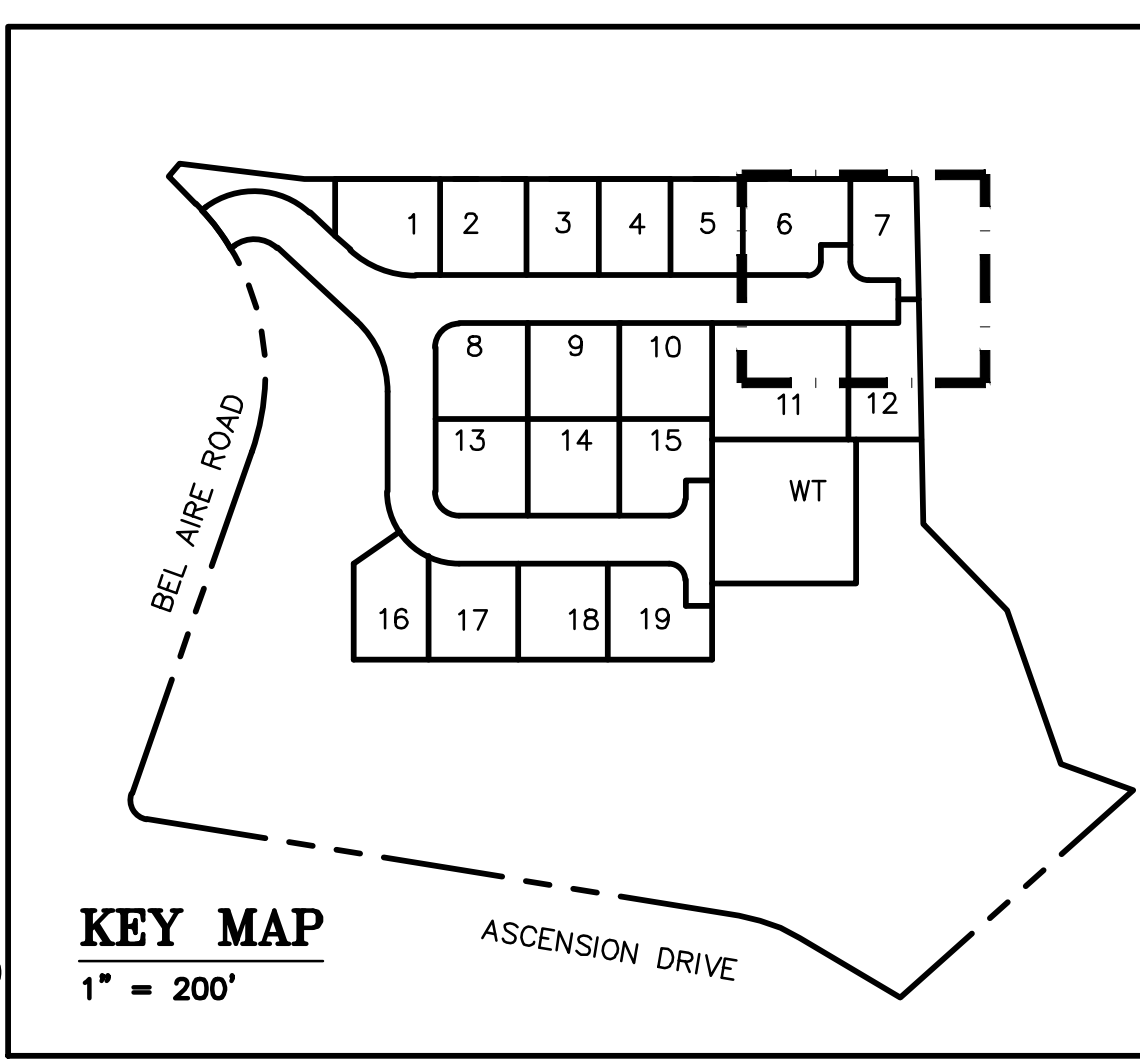 1 2 3 4 5 6 7
8 9 10 11 12
13 14 15 WT
16 17 18 19
BEL AIRE ROAD
ASCENSION DRIVE
KEY MAP
1" = 200'